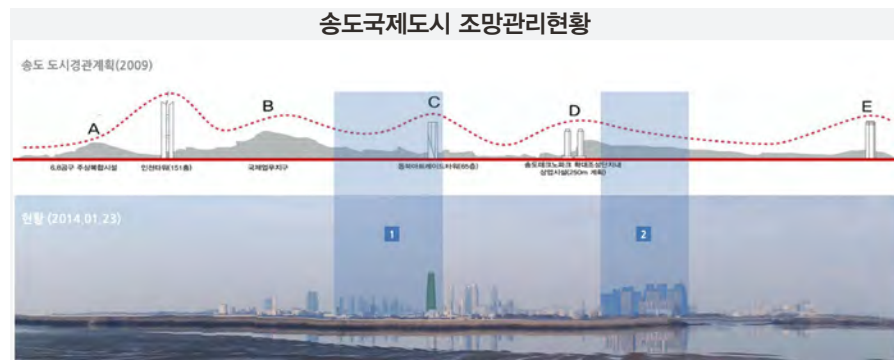 송도국제도시 조망관리현황
송도 도시경관계획(2009)
A
B
C
D
E
6,8공구 주상복합시설
인천타워(151층)
국제업무지구
동북아트레이드타워(65층)
송도테크노파크 확대조성단지내
상업시설(250m 계획)
현황 (2014.01.23)
1
2